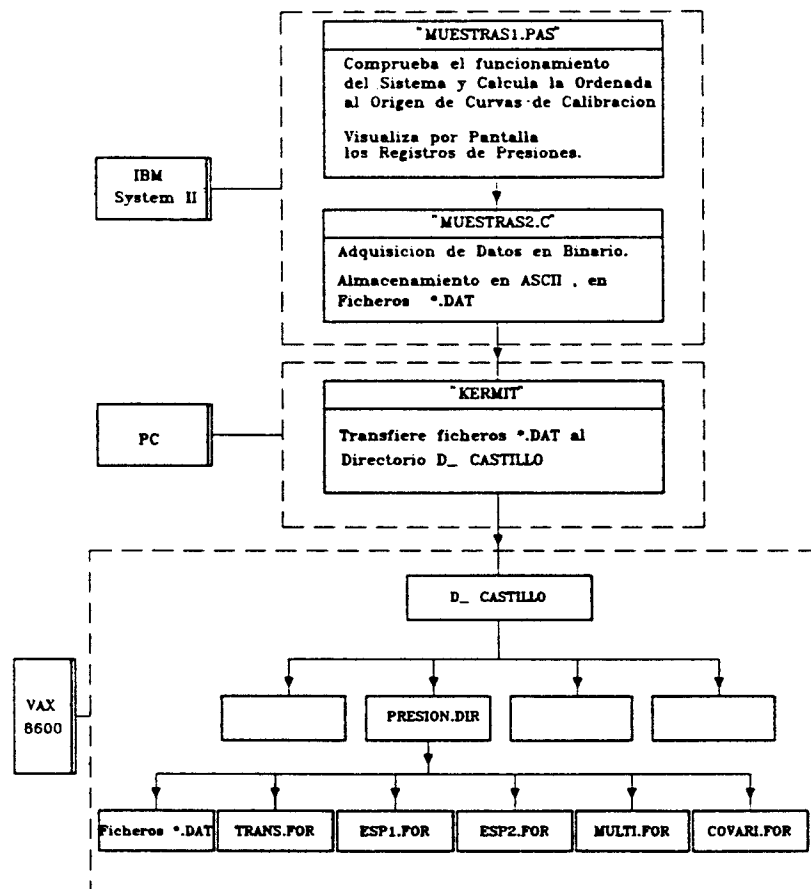 "MUESTRAS1.PAS"
Comprueba el funcionamiento
del Sistema y Calcula la Ordenada
al Origen de Curvas de Calibracion
Visualiza por Pantalla
los Registros de Presiones.
IBM
System II
"MUESTRAS2.C"
Adquisicion de Datos en Binario.
Almacenamiento en ASCII , en
Ficheros *.DAT
"KERMIT"
PC
Transfiere ficheros *.DAT al
Directorio D_ CASTILLO
D_ CASTILLO
VAX
8600
PRESION.DIR
Ficheros *.DAT
TRANS.FOR
ESP1.FOR
ESP2.FOR
MULTI.FOR
COVARI.FOR